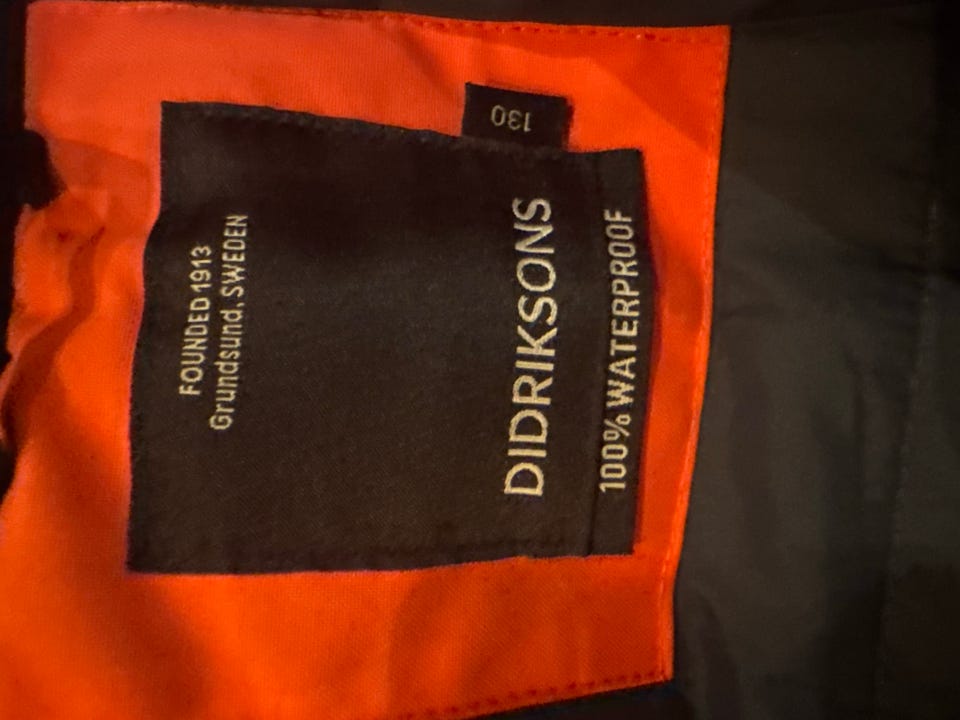 FOUNDED 1913
Grundsund, SWEDEN
DIDRIKSONS
100% WATERPROOF
130